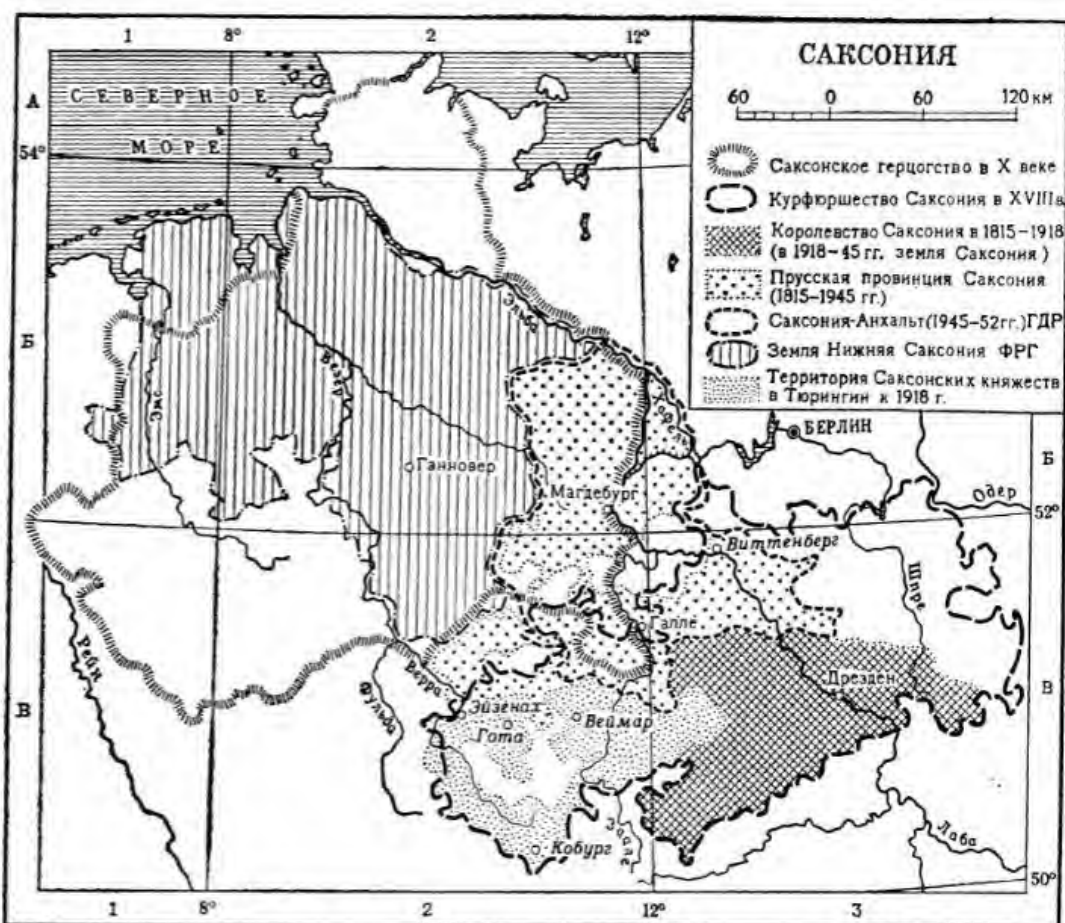 1 8° 2 12°
САКСОНИЯ
60 0 60 120 км
А
СЕВЕРНОЕ
МОРЕ
54°
Саксонское герцогство в X веке
Курфюршество Саксония в XVIIIв.
Королевство Саксония в 1815–1918
(в 1918–45 гг. земля Саксония)
Прусская провинция Саксония
(1815–1945 гг.)
Саксония-Анхальт (1945–52гг.) ГДР
Земля Нижняя Саксония ФРГ
Территория Саксонских княжеств
в Тюрингии к 1918 г.
Эльба
Б
Везер
Эмс
Хафель
БЕРЛИН
Ганновер
Б
Магдебург
Одер
52°
Виттенберг
Шпре
Галле
Рейн
Верра
Фульда
Дрезден
В
В
Эйзенах
Гота
Веймар
Заале
Кобург
Лаба
50°
1 8° 2 12° 3